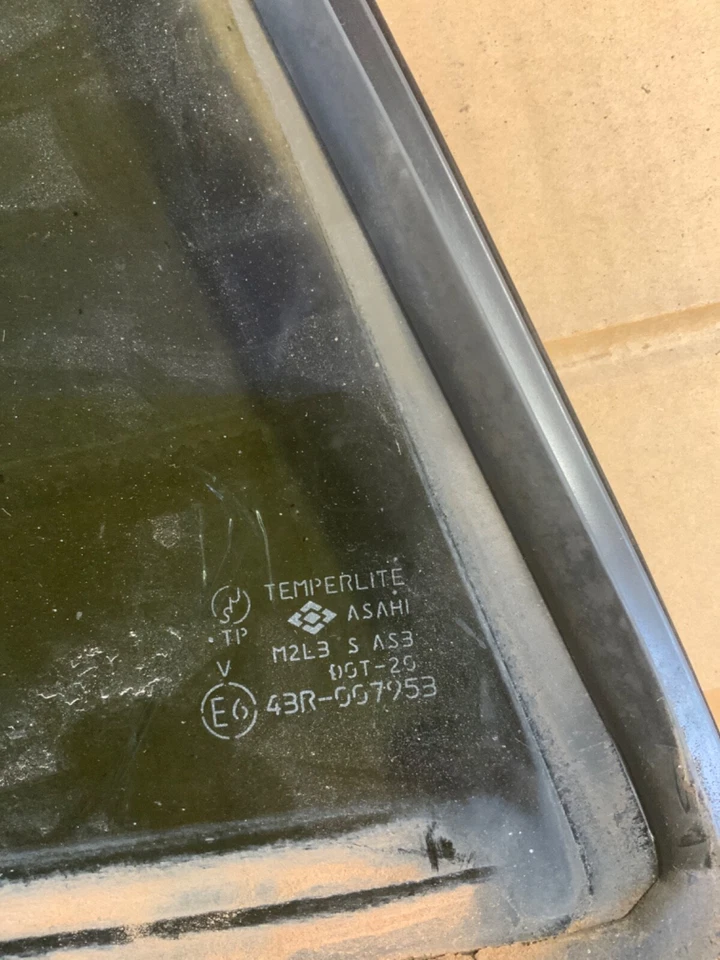 TEMPERLITE
ASAHI
TP
M2L3 S AS3
V
DOT-20
E6 43R-007953